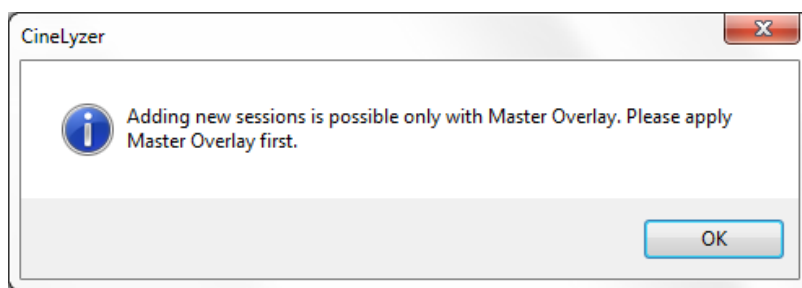 CineLyzer
Adding new sessions is possible only with Master Overlay. Please apply
Master Overlay first.
OK